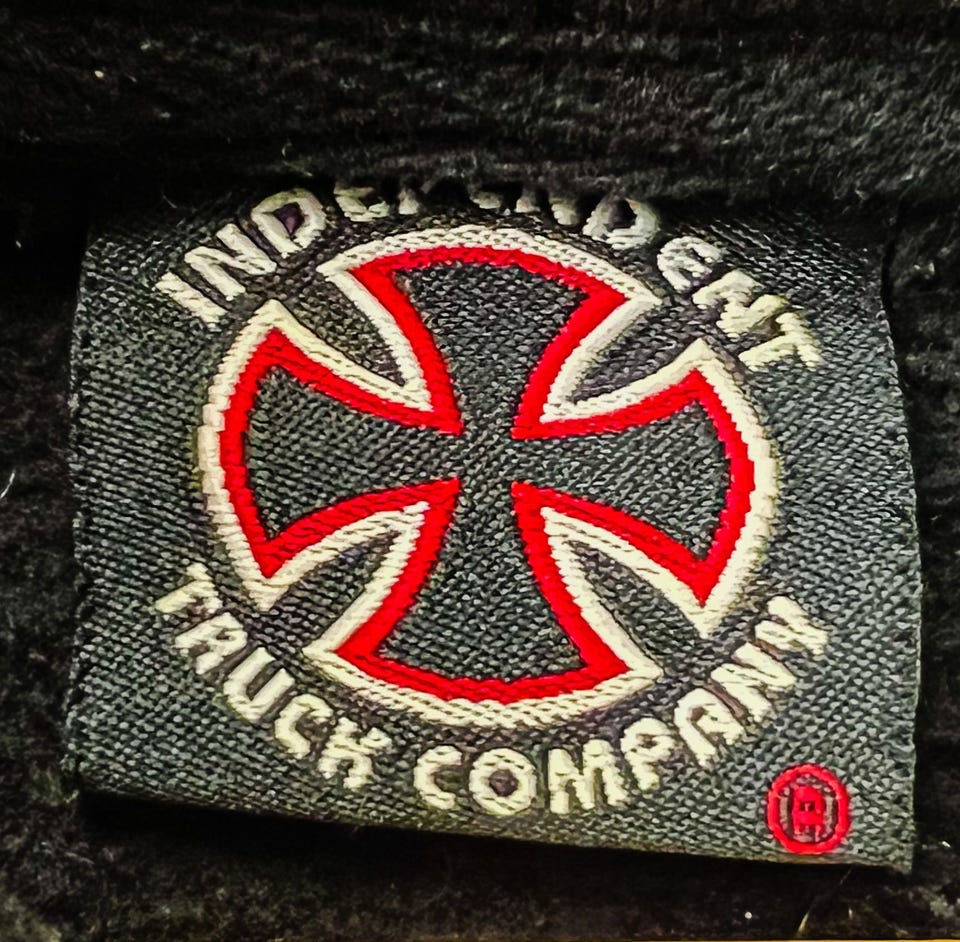 INDEPENDENT
TRUCK COMPANY
®